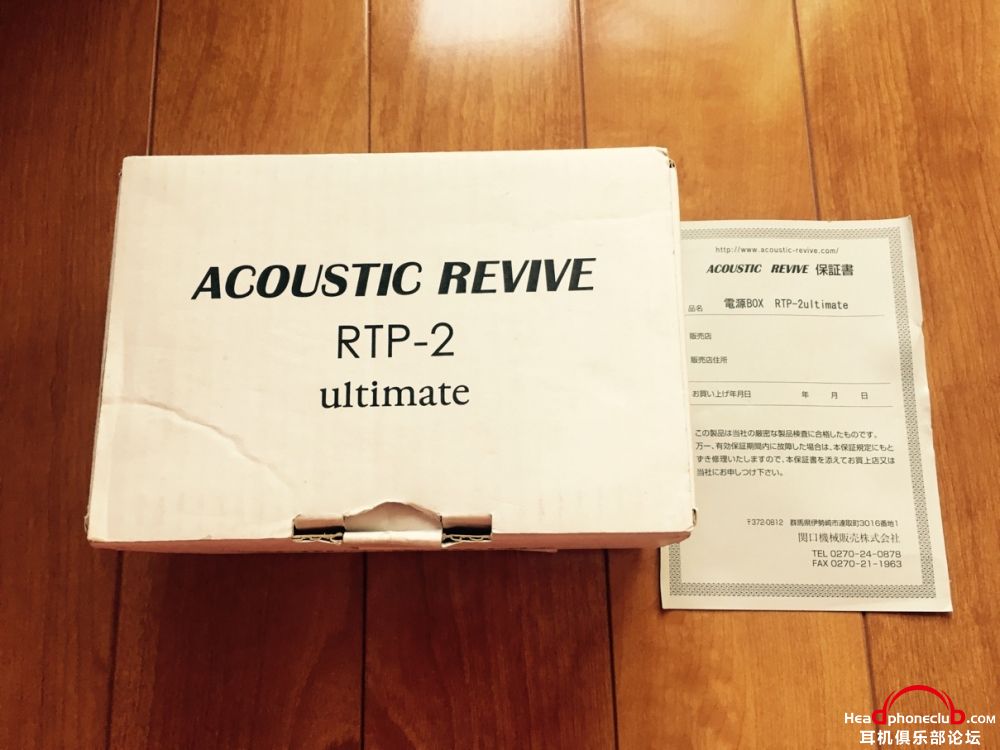 ACOUSTIC REVIVE
RTP-2
ultimate
http://www.acoustic-revive.com/
ACOUSTIC REVIVE 保証書
品名 電源BOX RTP-2ultimate
販売店
販売店住所
お買い上げ年月日 年 月 日
この製品は当社の厳密な製品検査に合格したものです。
万一、有効保証期間内に故障した場合は、本保証規定にもと
ずき修理いたしますので、本保証書を添えてお買上店又は
当社にお申しつけ下さい。
〒372-0812 群馬県伊勢崎市連取町3016番地1
関口機械販売株式会社
TEL 0270-24-0878
FAX 0270-21-1963
Headphoneclub.com
耳机俱乐部论坛